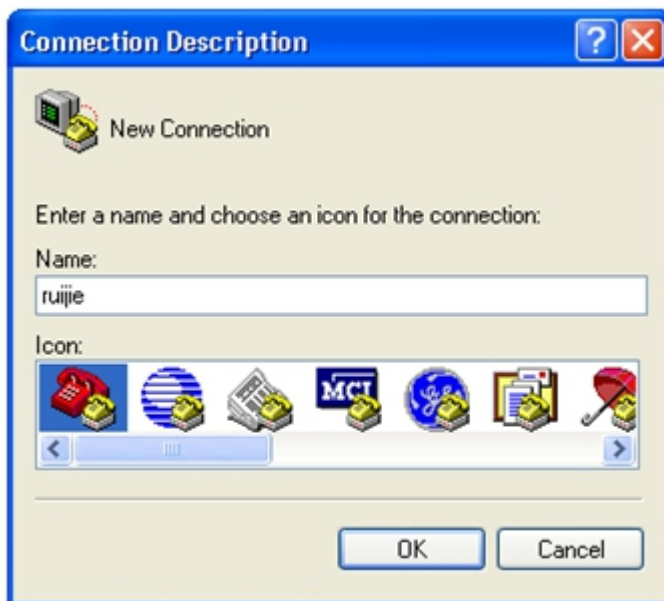 Connection Description
New Connection
Enter a name and choose an icon for the connection:
Name:
ruijie
Icon:
MCI
OK
Cancel